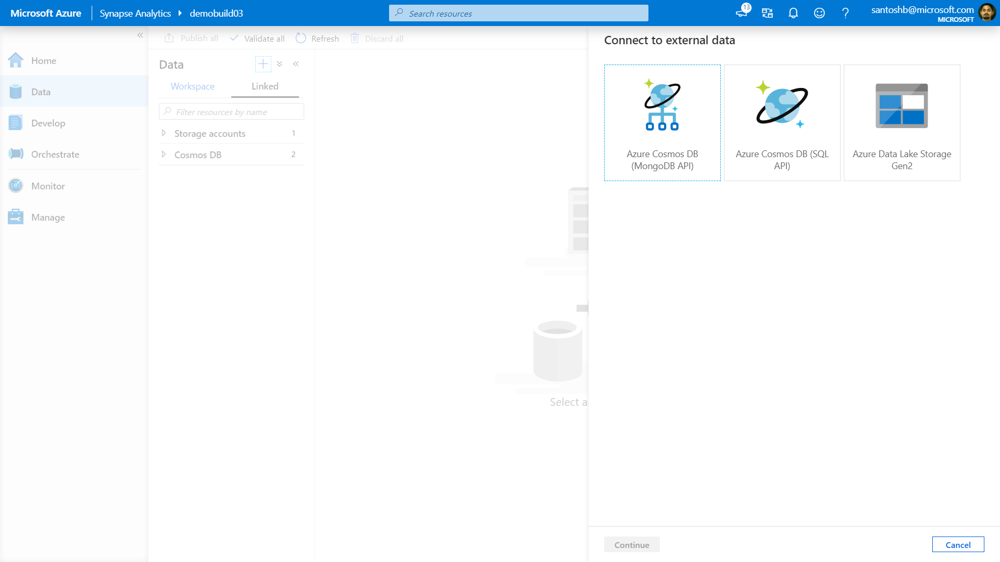 Microsoft Azure
Synapse Analytics
demobuild03
Search resources
13
santoshb@microsoft.com
MICROSOFT
Home
Data
Develop
Orchestrate
Monitor
Manage
Publish all
Validate all
Refresh
Discard all
Data
Workspace
Linked
Filter resources by name
Storage accounts 1
Cosmos DB 2
Select a
Connect to external data
Azure Cosmos DB
(MongoDB API)
Azure Cosmos DB (SQL
API)
Azure Data Lake Storage
Gen2
Continue
Cancel